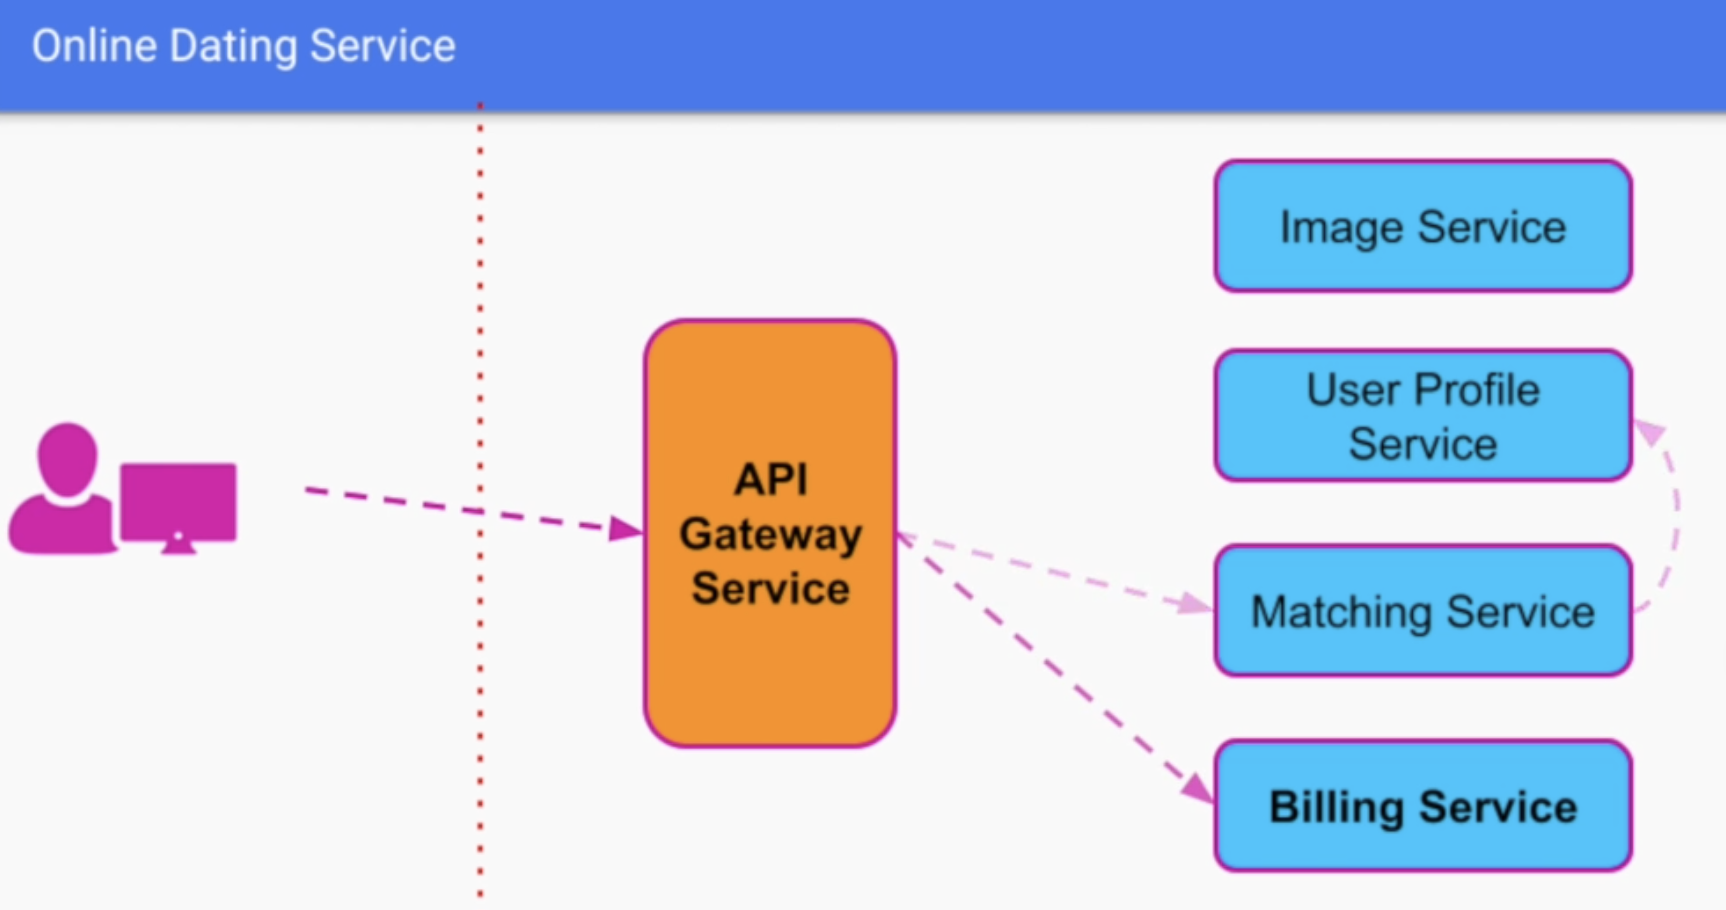 Online Dating Service
Image Service
User Profile
Service
API
Gateway
Service
Matching Service
Billing Service